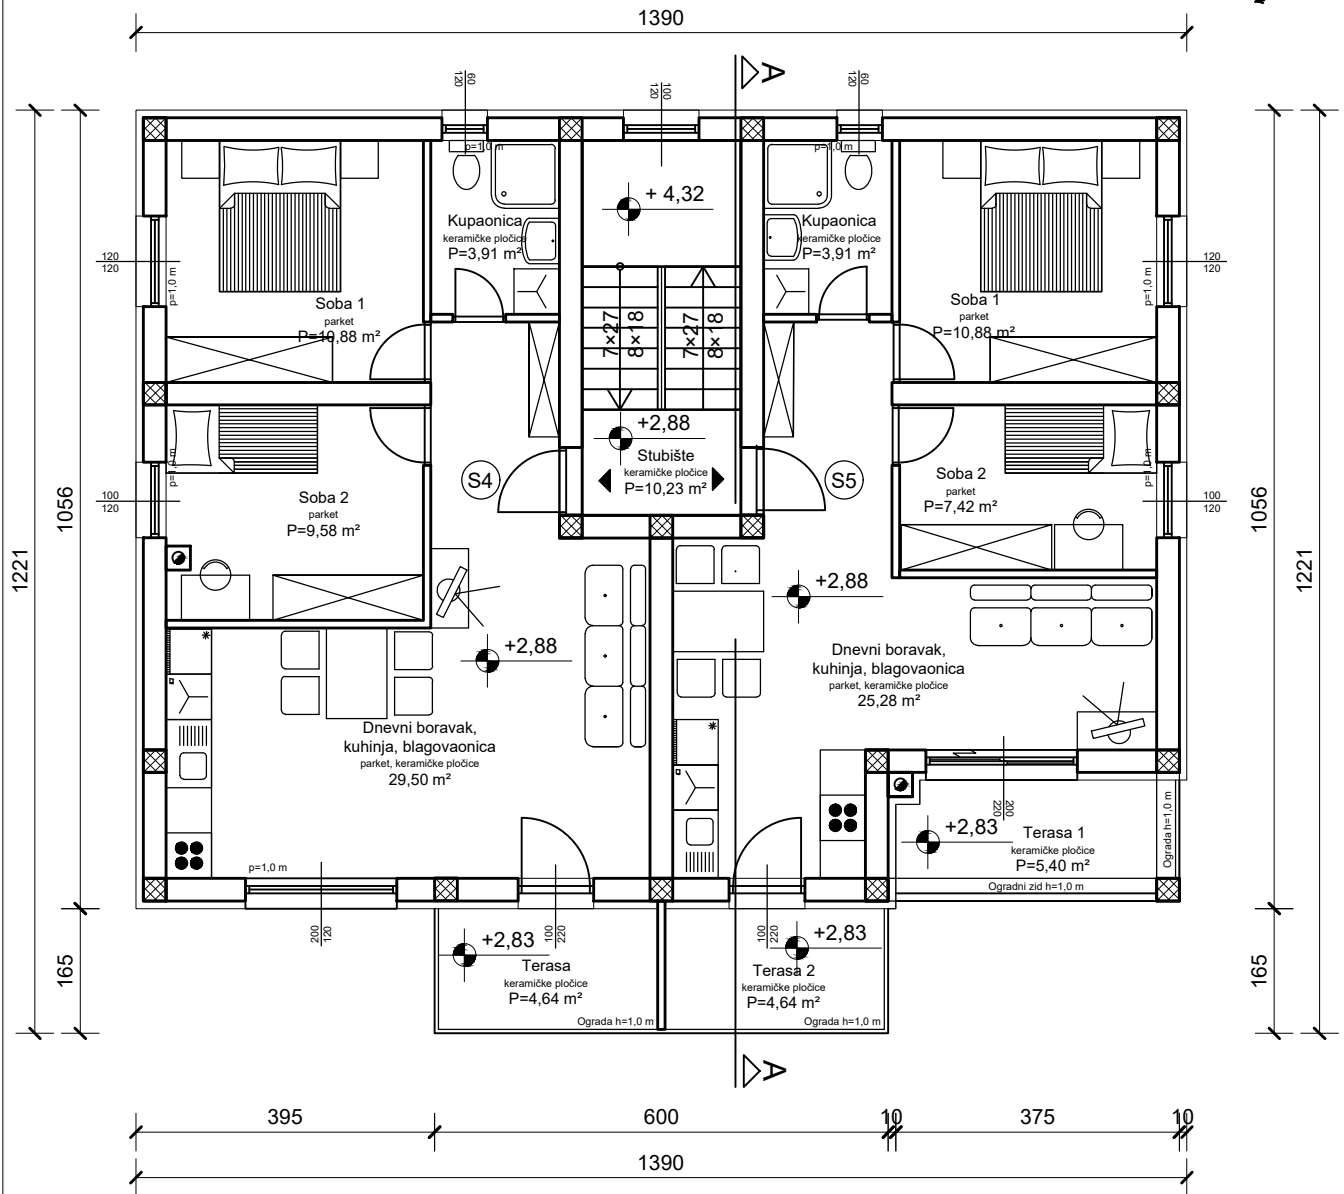 1390
A
60
120
100
120
60
120
p=1,0 m
p=1,0 m
+ 4,32
Kupaonica
keramičke pločice
P=3,91 m²
Kupaonica
keramičke pločice
P=3,91 m²
120
120
120
120
p=1,0 m
p=1,0 m
Soba 1
parket
P=10,88 m²
Soba 1
parket
P=10,88 m²
7×27
8×18
7×27
8×18
+2,88
Stubište
keramičke pločice
P=10,23 m²
S4
S5
p=1,0 m
p=1,0 m
100
120
100
120
Soba 2
parket
P=9,58 m²
Soba 2
parket
P=7,42 m²
1221
1056
1056
1221
+2,88
+2,88
Dnevni boravak,
kuhinja, blagovaonica
parket, keramičke pločice
25,28 m²
Dnevni boravak,
kuhinja, blagovaonica
parket, keramičke pločice
29,50 m²
200
220
+2,83
Terasa 1
keramičke pločice
P=5,40 m²
Ograda h=1,0 m
Ogradni zid h=1,0 m
p=1,0 m
200
120
100
220
100
220
165
165
+2,83
Terasa
keramičke pločice
P=4,64 m²
Ograda h=1,0 m
+2,83
Terasa 2
keramičke pločice
P=4,64 m²
Ograda h=1,0 m
A
395
600
10
375
10
1390